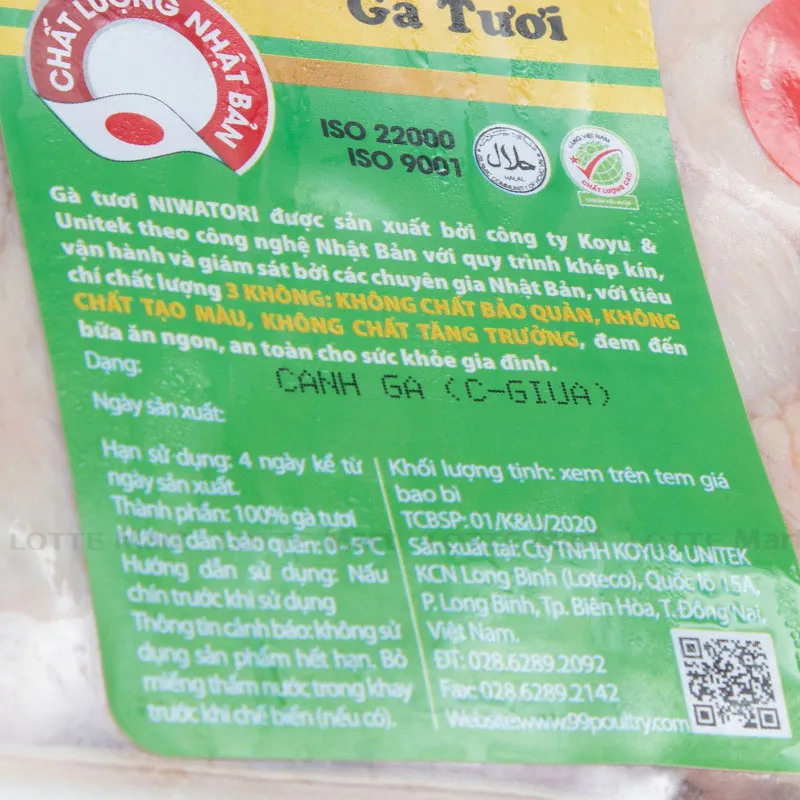 Gà Tươi
CHẤT LƯỢNG NHẬT BẢN
ISO 22000
ISO 9001
HALAL
HÀNG VIỆT NAM
CHẤT LƯỢNG CAO
Gà tươi NIWATORI được sản xuất bởi công ty Koyu &
Unitek theo công nghệ Nhật Bản với quy trình khép kín,
vận hành và giám sát bởi các chuyên gia Nhật Bản, với tiêu
chí chất lượng 3 KHÔNG: KHÔNG CHẤT BẢO QUẢN, KHÔNG
CHẤT TẠO MÀU, KHÔNG CHẤT TĂNG TRƯỞNG, đem đến
bữa ăn ngon, an toàn cho sức khỏe gia đình.
Dạng: CANH GA (C-GIUA)
Ngày sản xuất:
Hạn sử dụng: 4 ngày kể từ
ngày sản xuất.
Thành phần: 100% gà tươi
Hướng dẫn bảo quản: 0-5°C
Hướng dẫn sử dụng: Nấu
chín trước khi sử dụng
Thông tin cảnh báo: không sử
dụng sản phẩm hết hạn. Bỏ
miếng thấm nước trong khay
trước khi chế biến (nếu có).
Khối lượng tịnh: xem trên tem giá
bao bì
TCBSP: 01/K&U/2020
Sản xuất tại: Cty TNHH KOYU & UNITEK
KCN Long Bình (Loteco), Quốc lộ 15A,
P. Long Bình, Tp. Biên Hòa, T. Đồng Nai,
Việt Nam.
ĐT: 028.6289.2092
Fax: 028.6289.2142
Website:www.99poultry.com
LOTTE Mart